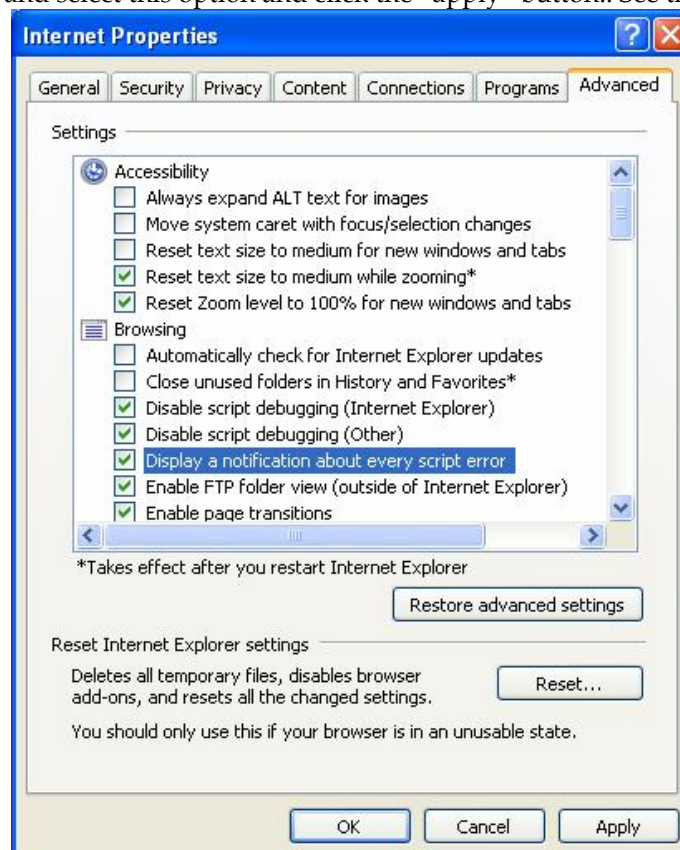 and select this option and click the "apply" button.. See t
Internet Properties
General Security Privacy Content Connections Programs Advanced
Settings
Accessibility
Always expand ALT text for images
Move system caret with focus/selection changes
Reset text size to medium for new windows and tabs
Reset text size to medium while zooming*
Reset Zoom level to 100% for new windows and tabs
Browsing
Automatically check for Internet Explorer updates
Close unused folders in History and Favorites*
Disable script debugging (Internet Explorer)
Disable script debugging (Other)
Display a notification about every script error
Enable FTP folder view (outside of Internet Explorer)
Enable page transitions
*Takes effect after you restart Internet Explorer
Restore advanced settings
Reset Internet Explorer settings
Deletes all temporary files, disables browser
add-ons, and resets all the changed settings.
Reset...
You should only use this if your browser is in an unusable state.
OK Cancel Apply